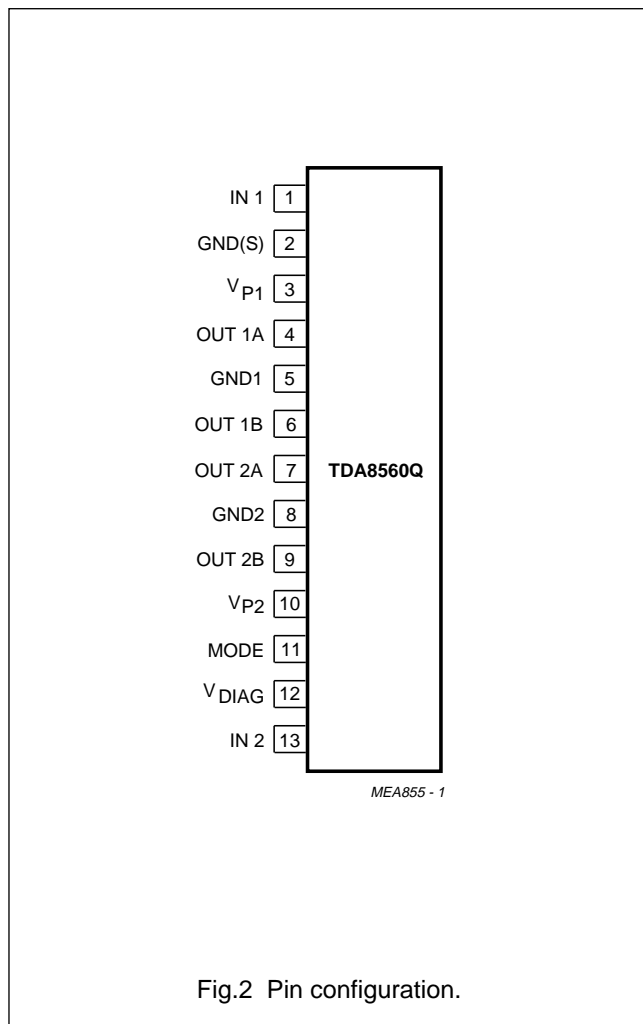 IN 1 1
GND(S) 2
VP1 3
OUT 1A 4
GND1 5
OUT 1B 6
OUT 2A 7 TDA8560Q
GND2 8
OUT 2B 9
VP2 10
MODE 11
VDIAG 12
IN 2 13
MEA855 - 1
Fig.2 Pin configuration.